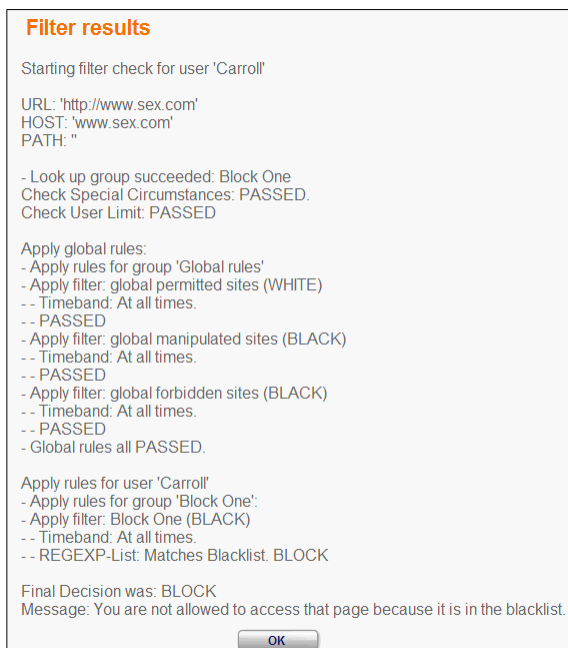 Filter results
Starting filter check for user 'Carroll'
URL: 'http://www.sex.com'
HOST: 'www.sex.com'
PATH: ''
- Look up group succeeded: Block One
Check Special Circumstances: PASSED.
Check User Limit: PASSED
Apply global rules:
- Apply rules for group 'Global rules'
- Apply filter: global permitted sites (WHITE)
- - Timeband: At all times.
- - PASSED
- Apply filter: global manipulated sites (BLACK)
- - Timeband: At all times.
- - PASSED
- Apply filter: global forbidden sites (BLACK)
- - Timeband: At all times.
- - PASSED
- Global rules all PASSED.
Apply rules for user 'Carroll'
- Apply rules for group 'Block One':
- Apply filter: Block One (BLACK)
- - Timeband: At all times.
- - REGEXP-List: Matches Blacklist. BLOCK
Final Decision was: BLOCK
Message: You are not allowed to access that page because it is in the blacklist.
OK